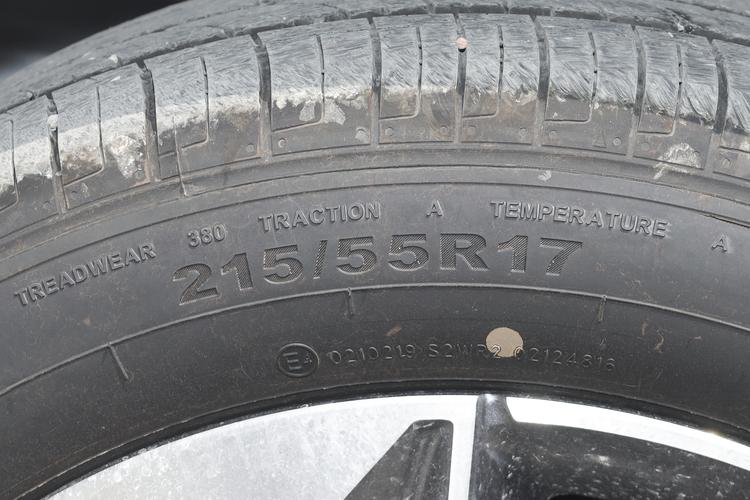 TREADWEAR 380 TRACTION A TEMPERATURE A
215/55R17
E4 0210219 S2WR2 02124816